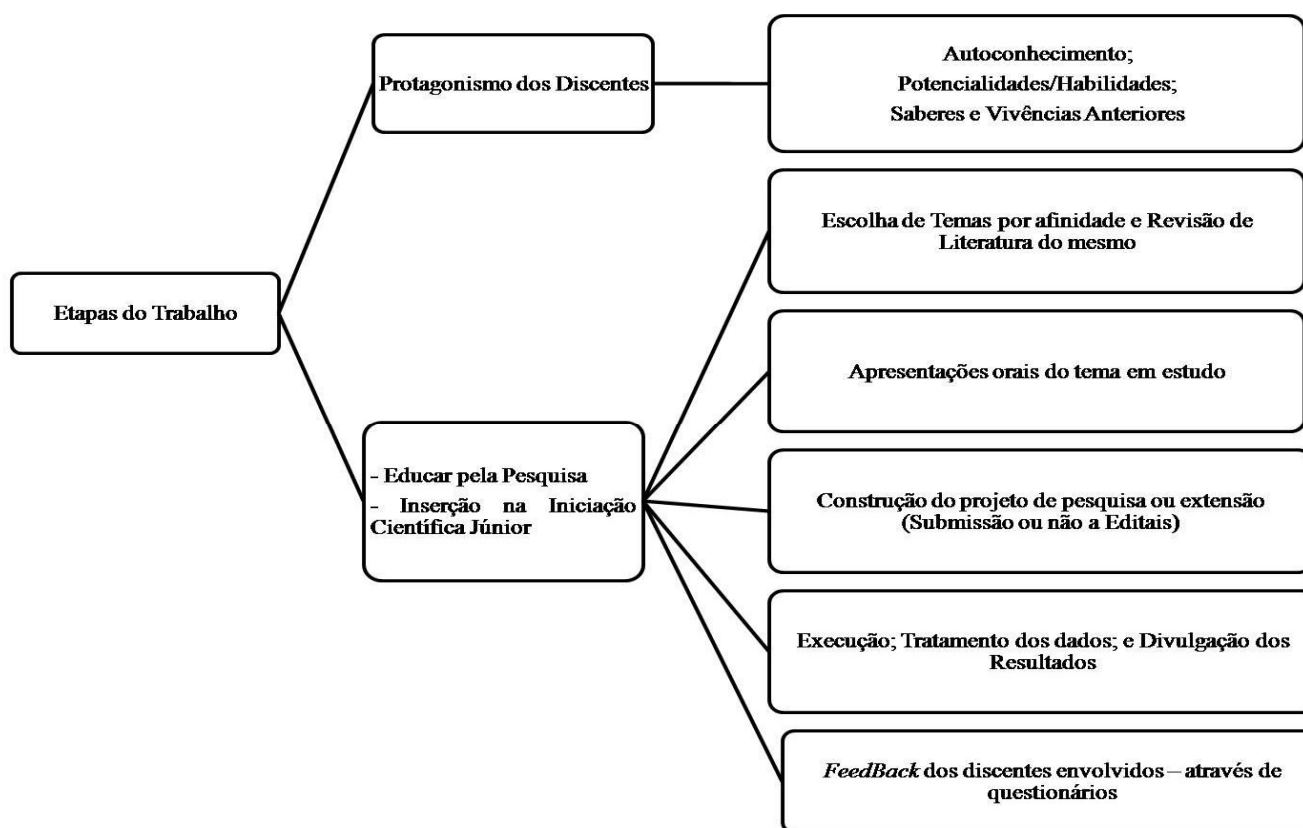 Etapas do Trabalho
Protagonismo dos Discentes
Autoconhecimento;
Potencialidades/Habilidades;
Saberes e Vivências Anteriores
- Educar pela Pesquisa
- Inserção na Iniciação
Científica Júnior
Escolha de Temas por afinidade e Revisão de
Literatura do mesmo
Apresentações orais do tema em estudo
Construção do projeto de pesquisa ou extensão
(Submissão ou não a Editais)
Execução; Tratamento dos dados; e Divulgação dos
Resultados
FeedBack dos discentes envolvidos – através de
questionários